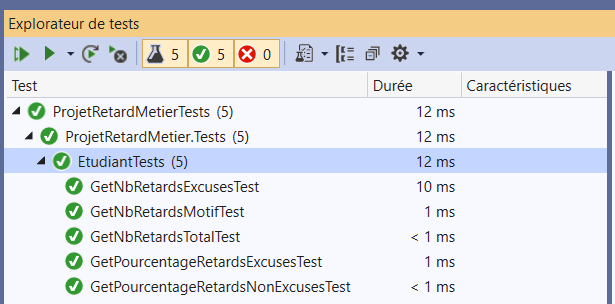 Explorateur de tests
5 5 0
Test Durée Caractéristiques
ProjetRetardMetierTests (5) 12 ms
ProjetRetardMetier.Tests (5) 12 ms
EtudiantTests (5) 12 ms
GetNbRetardsExcusesTest 10 ms
GetNbRetardsMotifTest 1 ms
GetNbRetardsTotalTest < 1 ms
GetPourcentageRetardsExcusesTest 1 ms
GetPourcentageRetardsNonExcusesTest < 1 ms